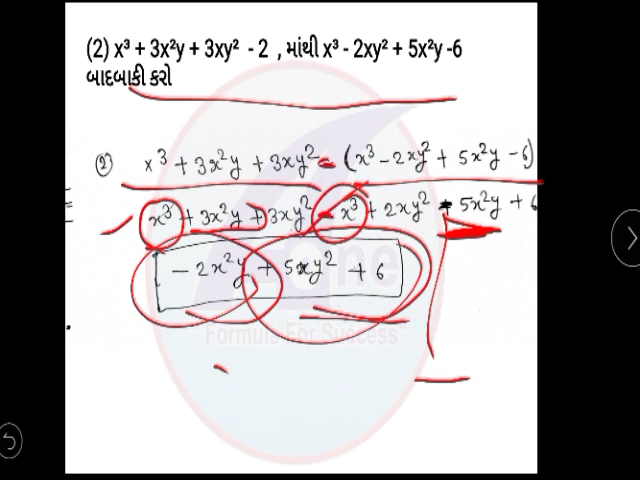 (2) x³ + 3x²y + 3xy² - 2 , માંથી x³ - 2xy² + 5x²y -6
બાદબાકી કરો
② x³ + 3x²y + 3xy² - (x³ - 2xy² + 5x²y - 6)
= x³ + 3x²y + 3xy² - x³ + 2xy² - 5x²y + 6
- 2x²y + 5xy² + 6
"Formula For Success"